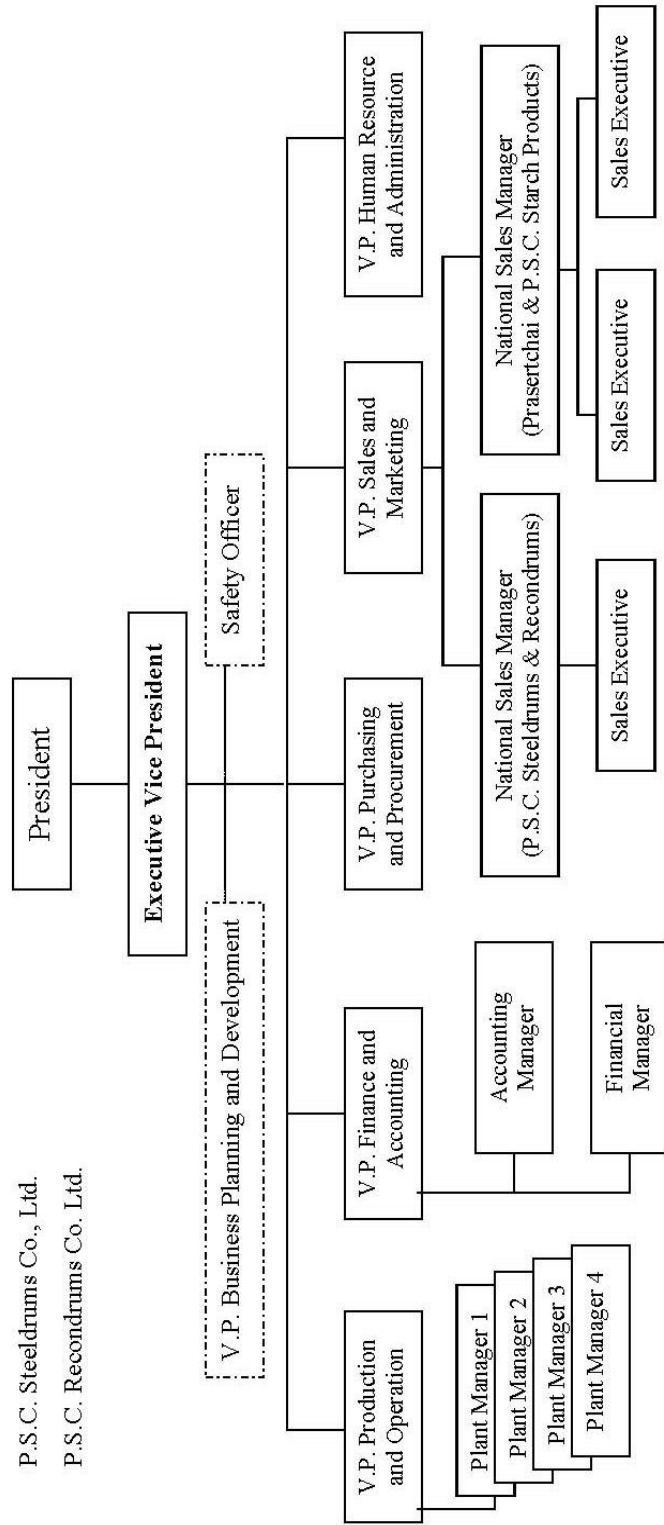 P.S.C. Steeldrums Co., Ltd.
P.S.C. Recondrums Co. Ltd.
President
Executive Vice President
V.P. Business Planning and Development
Safety Officer
V.P. Production
and Operation
V.P. Finance and
Accounting
V.P. Purchasing
and Procurement
V.P. Sales and
Marketing
V.P. Human Resource
and Administration
Plant Manager 1
Plant Manager 2
Plant Manager 3
Plant Manager 4
Accounting
Manager
Financial
Manager
National Sales Manager
(P.S.C. Steeldrums & Recondrums)
National Sales Manager
(Prasertchai & P.S.C. Starch Products)
Sales Executive
Sales Executive
Sales Executive